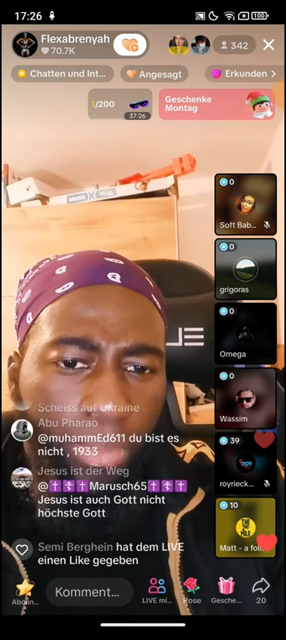 17:26
100
Flexabrenyah
70.7K
342
Chatten und Int...
Angesagt
Erkunden
1/200
37:26
Geschenke
Montag
0
Soft Bab...
0
grigoras
0
Omega
0
Wassim
39
royrieck...
10
Matt - a foll...
Scheiss auf Ukraine
Abu Pharao
@muhammEd611 du bist es
nicht , 1933
Jesus ist der Weg
@✝️✝️✝️Marusch65✝️✝️✝️
Jesus ist auch Gott nicht
höchste Gott
Semi Berghein hat dem LIVE
einen Like gegeben
Kommentar...
Abon...
LIVE mi...
Rose
Gesche...
20